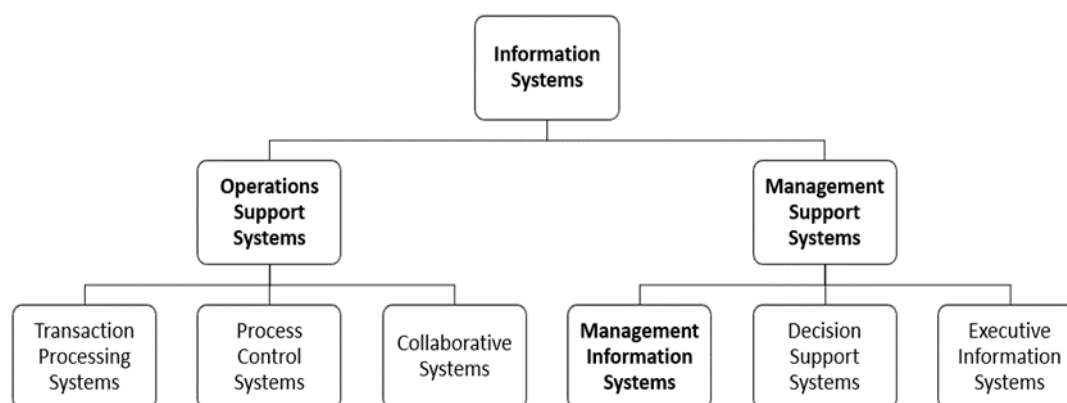 Information
Systems
Operations
Support
Systems
Management
Support
Systems
Transaction
Processing
Systems
Process
Control
Systems
Collaborative
Systems
Management
Information
Systems
Decision
Support
Systems
Executive
Information
Systems